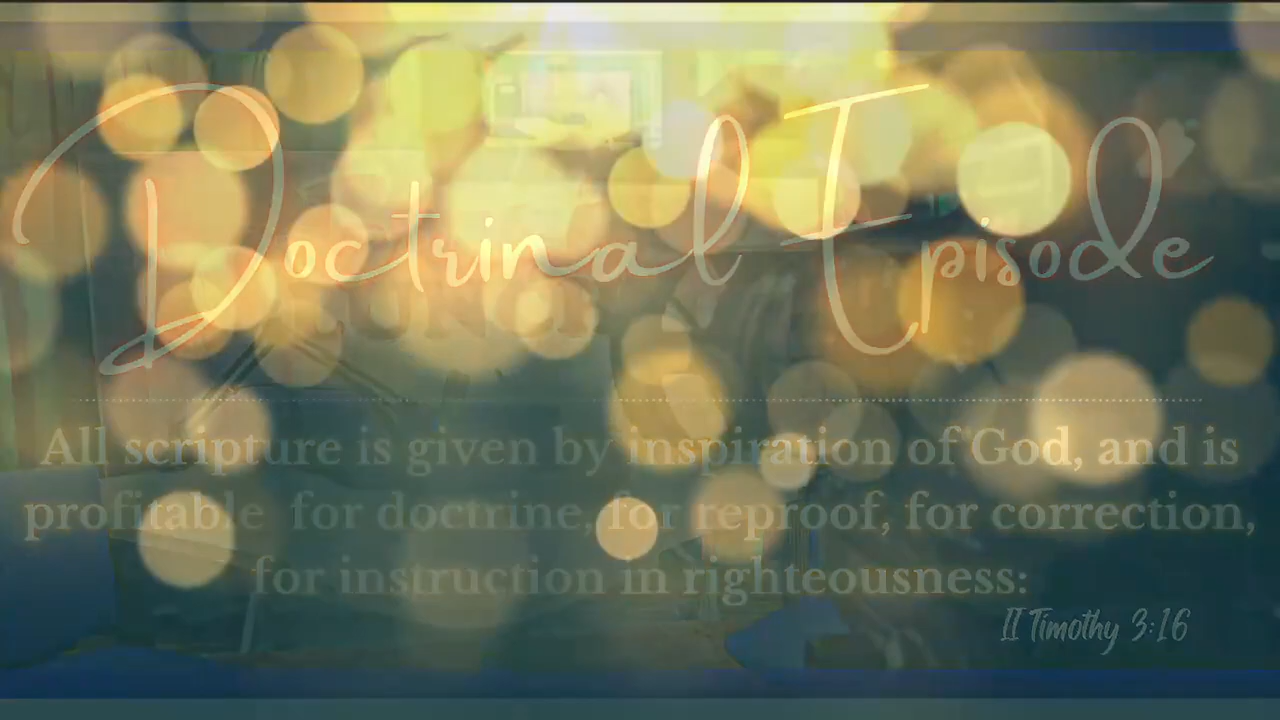 Doctrinal Episode
All scripture is given by inspiration of God, and is
profitable for doctrine, for reproof, for correction,
for instruction in righteousness:
II Timothy 3:16